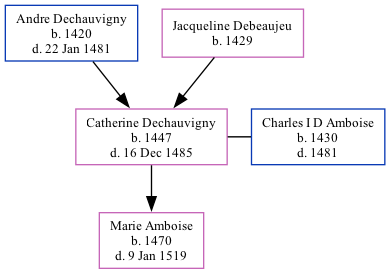 Andre Dechauvigny
b. 1420
d. 22 Jan 1481
Jacqueline Debeaujeu
b. 1429
Catherine Dechauvigny
b. 1447
d. 16 Dec 1485
Charles I D Amboise
b. 1430
d. 1481
Marie Amboise
b. 1470
d. 9 Jan 1519